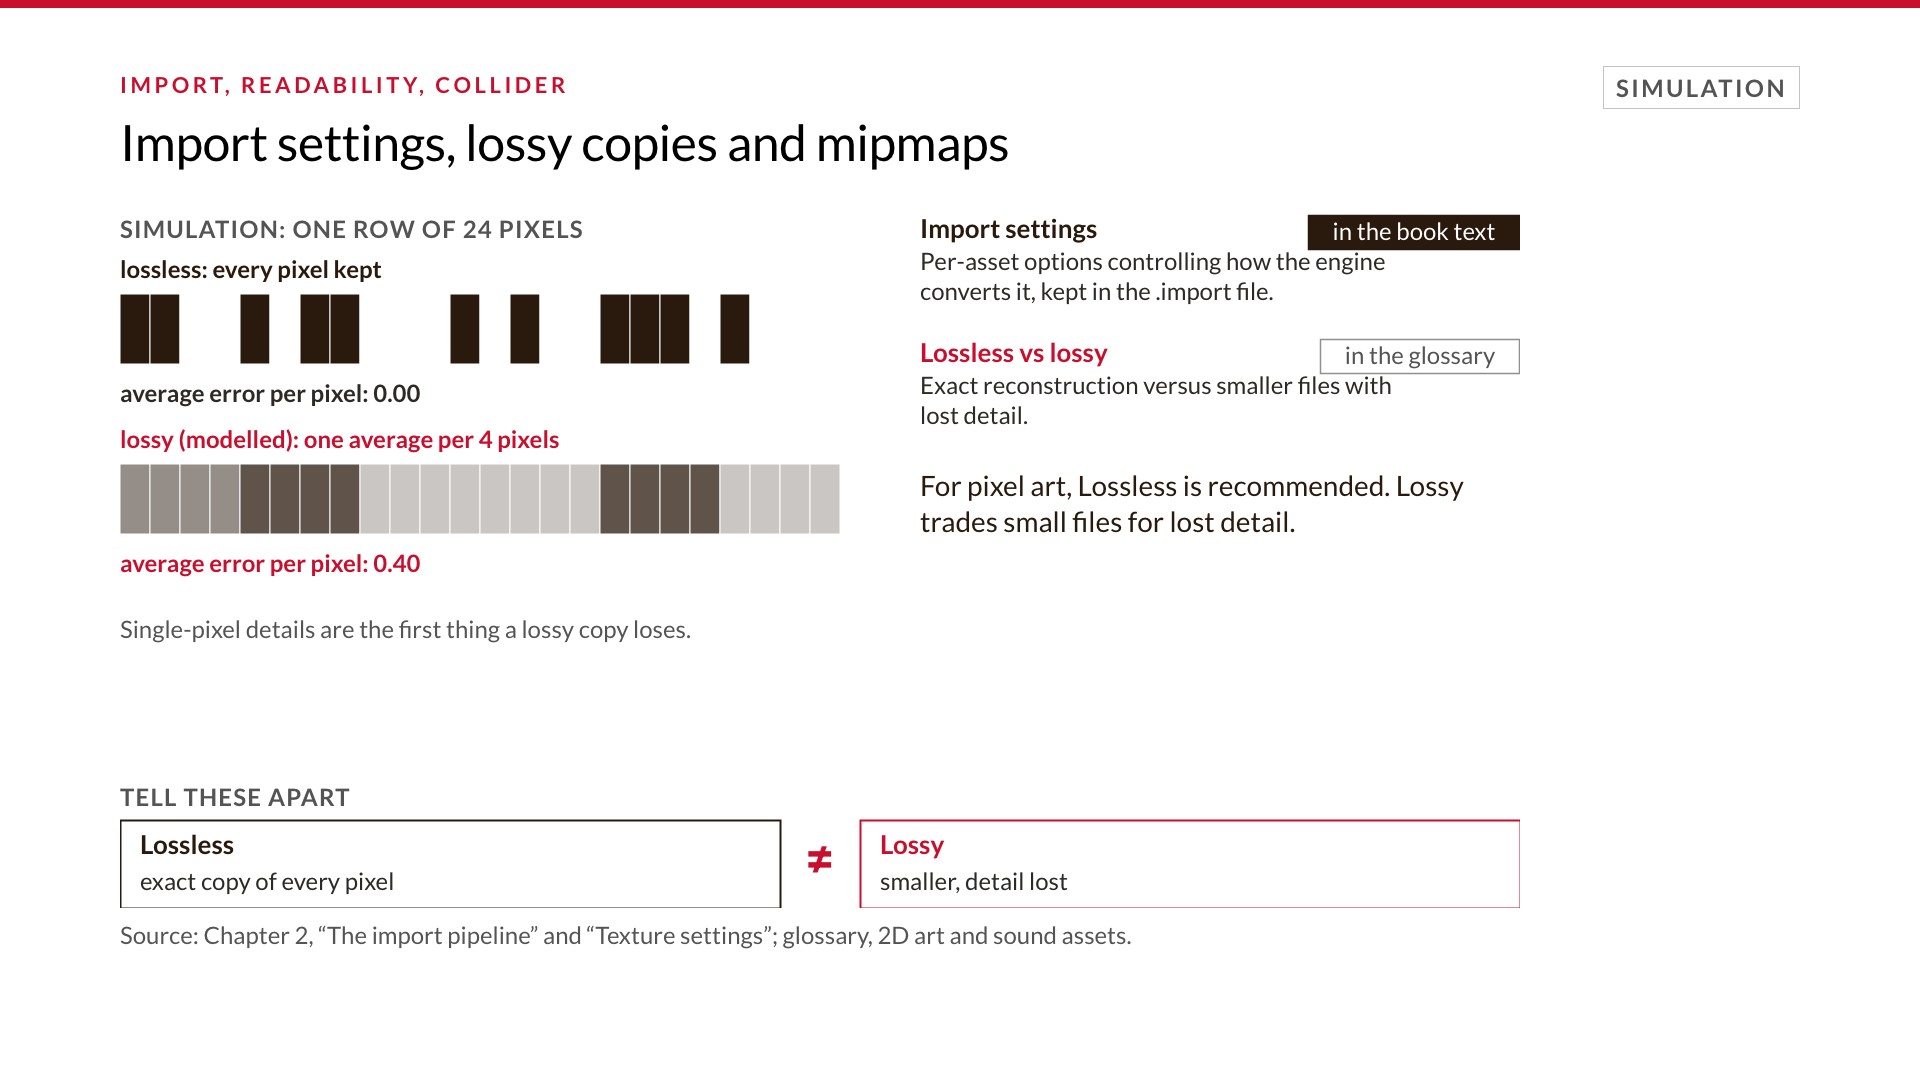 IMPORT, READABILITY, COLLIDER
SIMULATION
Import settings, lossy copies and mipmaps
SIMULATION: ONE ROW OF 24 PIXELS
lossless: every pixel kept
average error per pixel: 0.00
lossy (modelled): one average per 4 pixels
average error per pixel: 0.40
Single-pixel details are the first thing a lossy copy loses.
Import settings
in the book text
Per-asset options controlling how the engine
converts it, kept in the .import file.
Lossless vs lossy
in the glossary
Exact reconstruction versus smaller files with
lost detail.
For pixel art, Lossless is recommended. Lossy
trades small files for lost detail.
TELL THESE APART
Lossless
exact copy of every pixel
≠
Lossy
smaller, detail lost
Source: Chapter 2, “The import pipeline” and “Texture settings”; glossary, 2D art and sound assets.